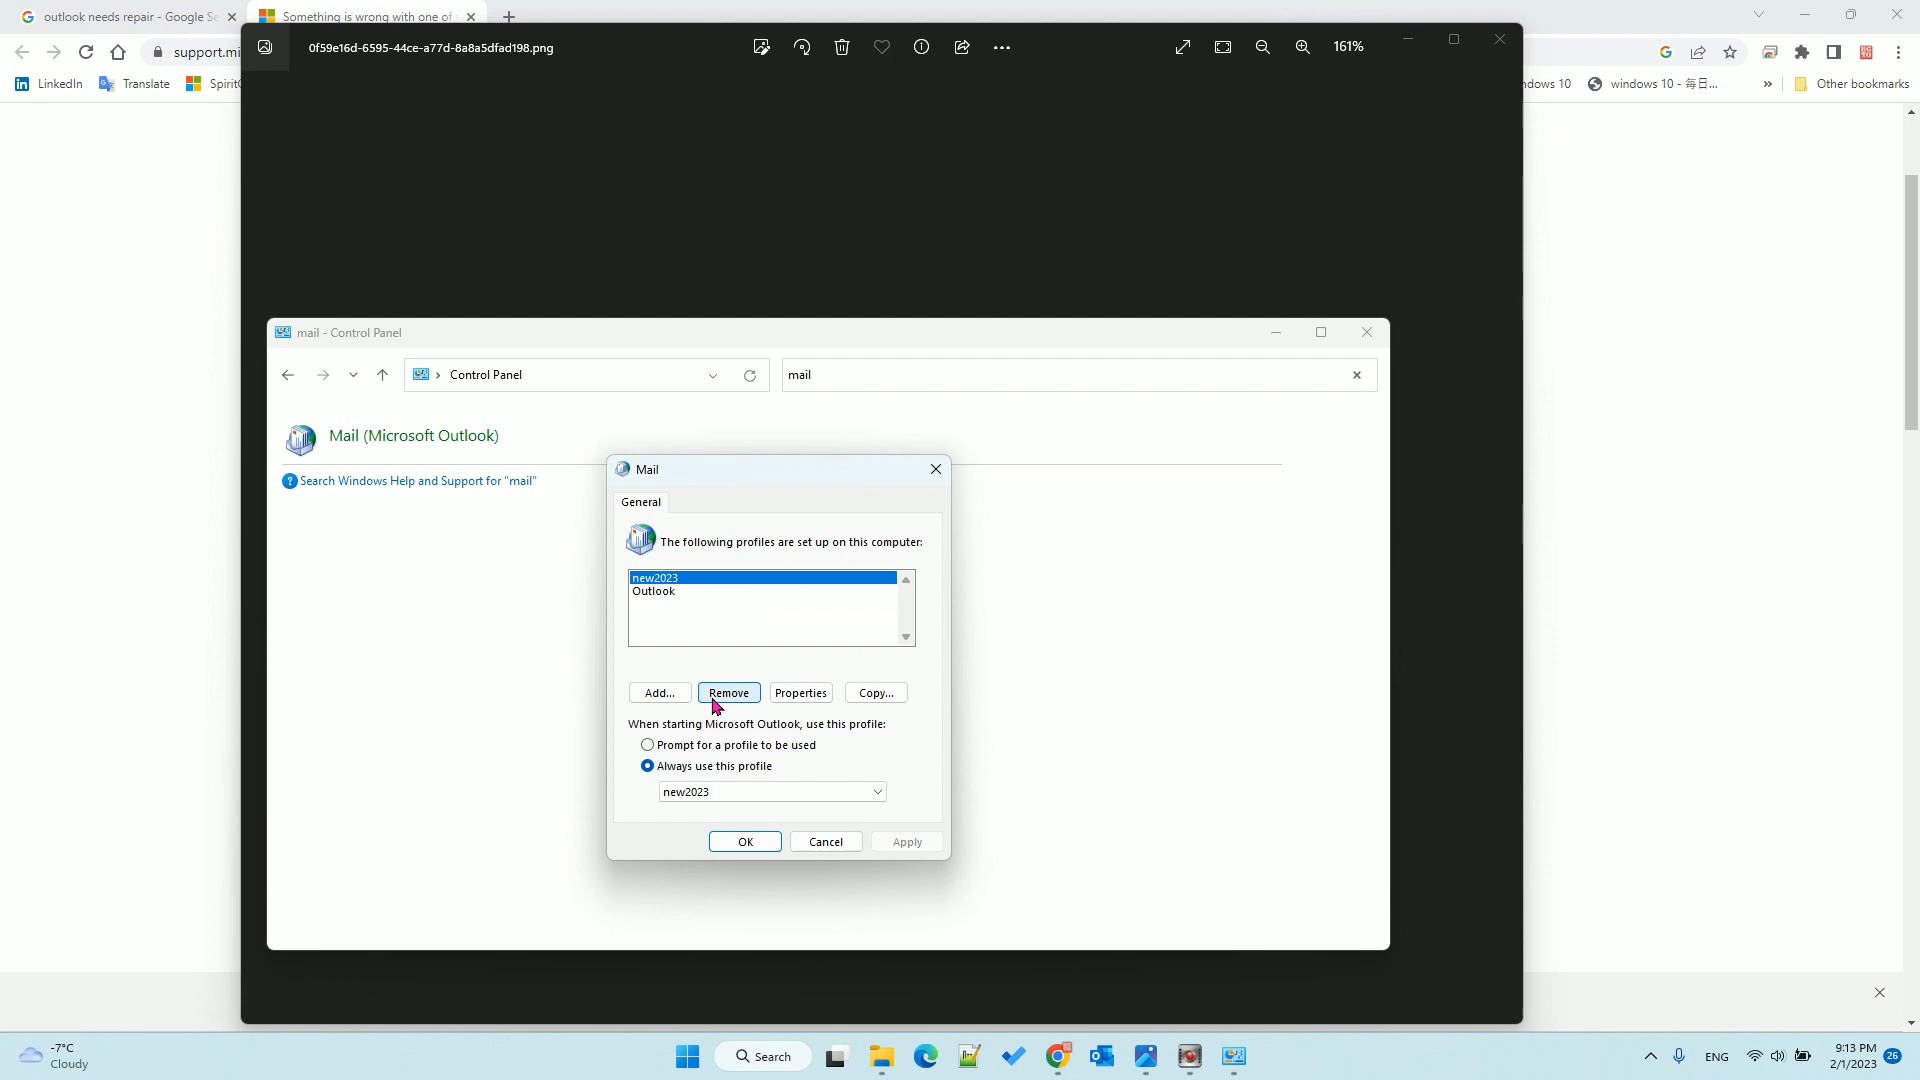 outlook needs repair - Google Se
Something is wrong with one of
support.mi
LinkedIn
Translate
Spirit
ndows 10
windows 10 - 毎日...
»
Other bookmarks
0f59e16d-6595-44ce-a77d-8a8a5dfad198.png
161%
mail - Control Panel
Control Panel
mail
Mail (Microsoft Outlook)
Search Windows Help and Support for "mail"
Mail
General
The following profiles are set up on this computer:
new2023
Outlook
Add...
Remove
Properties
Copy...
When starting Microsoft Outlook, use this profile:
Prompt for a profile to be used
Always use this profile
new2023
OK
Cancel
Apply
-7°C
Cloudy
Search
ENG
9:13 PM
2/1/2023
26